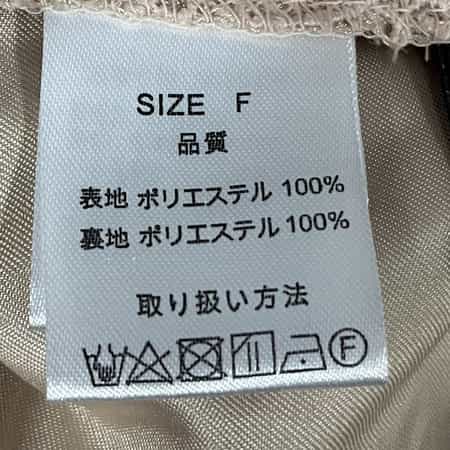 SIZE F
品質
表地 ポリエステル 100%
裏地 ポリエステル 100%
取り扱い方法
F